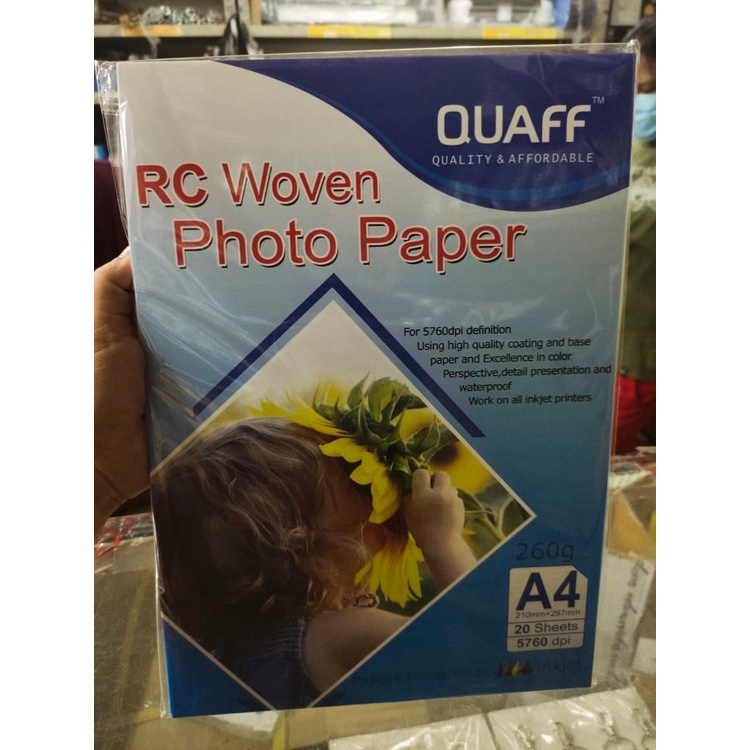 QUAFF™
QUALITY & AFFORDABLE
RC Woven
Photo Paper
For 5760dpi definition
Using high quality coating and base
paper and Excellence in color
Perspective,detail presentation and
waterproof
Work on all inkjet printers
260g
A4
210mm×297mm
20 Sheets
5760 dpi
Inkjet